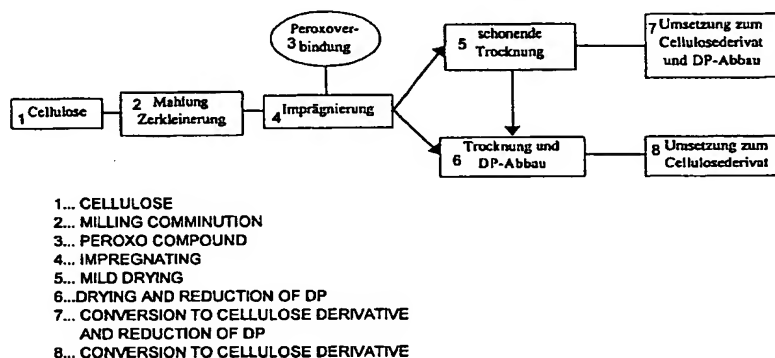 Peroxover-
3 bindung
5 schonende
Trocknung
7 Umsetzung zum
Cellulosederivat
und DP-Abbau
1 Cellulose
2 Mahlung
Zerkleinerung
4 Imprägnierung
6 Trocknung und
DP-Abbau
8 Umsetzung zum
Cellulosederivat
1... CELLULOSE
2... MILLING COMMINUTION
3... PEROXO COMPOUND
4... IMPREGNATING
5... MILD DRYING
6...DRYING AND REDUCTION OF DP
7... CONVERSION TO CELLULOSE DERIVATIVE
AND REDUCTION OF DP
8... CONVERSION TO CELLULOSE DERIVATIVE